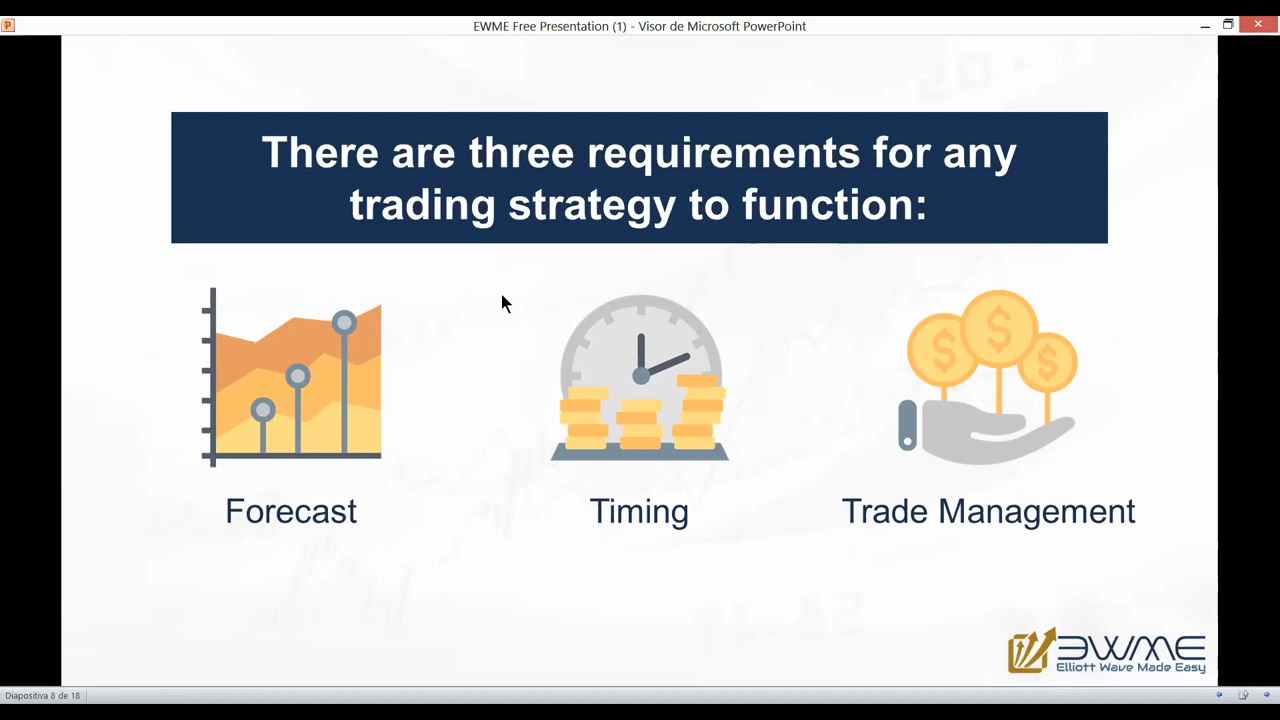 EWME Free Presentation (1) - Visor de Microsoft PowerPoint
There are three requirements for any
trading strategy to function:
Forecast
Timing
Trade Management
EWME
Elliott Wave Made Easy
Diapositiva 8 de 18